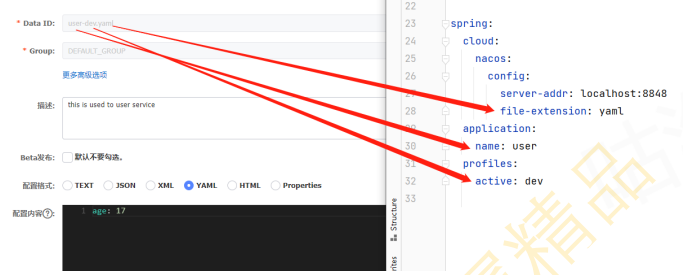 * Data ID: user-dev.yaml
* Group: DEFAULT_GROUP
更多高级选项
描述: this is used to user service
Beta发布: 默认不要勾选。
配置格式: TEXT JSON XML YAML HTML Properties
配置内容?:
1 age: 17
22
23 spring:
24 cloud:
25 nacos:
26 config:
27 server-addr: localhost:8848
28 file-extension: yaml
29 application:
30 name: user
31 profiles:
32 active: dev
33
Structure
rites
精品